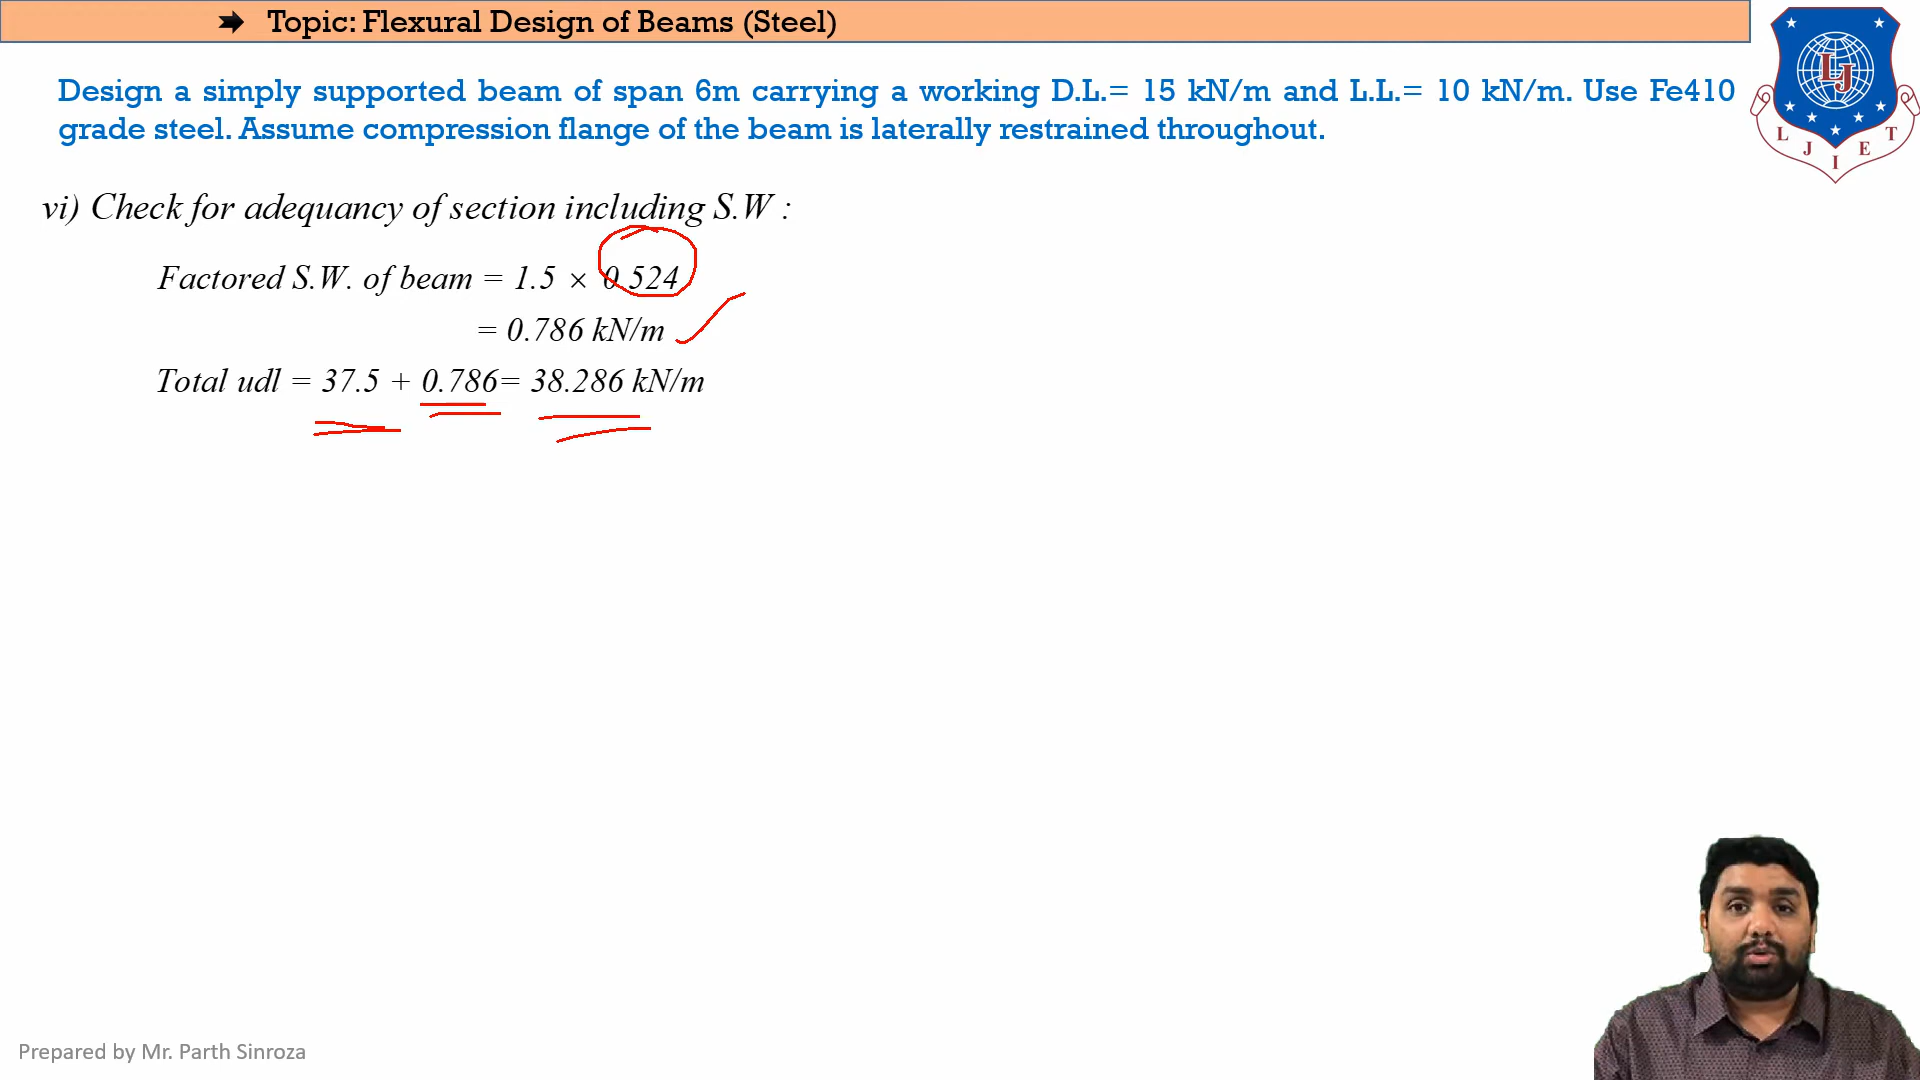 Topic: Flexural Design of Beams (Steel)
Design a simply supported beam of span 6m carrying a working D.L.= 15 kN/m and L.L.= 10 kN/m. Use Fe410
grade steel. Assume compression flange of the beam is laterally restrained throughout.
LJ
L J I E T
vi) Check for adequancy of section including S.W :
Factored S.W. of beam = 1.5 × 0.524
= 0.786 kN/m
Total udl = 37.5 + 0.786= 38.286 kN/m
Prepared by Mr. Parth Sinroza